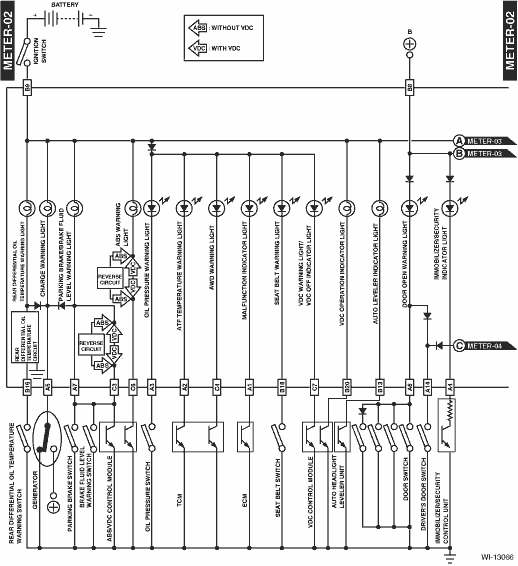 METER-02
METER-02
BATTERY
+
−
IGNITION
SWITCH
ABS : WITHOUT VDC
VDC : WITH VDC
B
B9
B8
A METER-03
B METER-03
REAR DIFFERENTIAL OIL
TEMPERATURE WARNING LIGHT
CHARGE WARNING LIGHT
PARKING BRAKE/BRAKE FLUID
LEVEL WARNING LIGHT
ABS WARNING
LIGHT
OIL PRESSURE WARNING LIGHT
ATF TEMPERATURE WARNING LIGHT
AWD WARNING LIGHT
MALFUNCTION INDICATOR LIGHT
SEAT BELT WARNING LIGHT
VDC WARNING LIGHT/
VDC OFF INDICATOR LIGHT
VDC OPERATION INDICATOR LIGHT
AUTO LEVELER INDICATOR LIGHT
DOOR OPEN WARNING LIGHT
IMMOBILIZER/SECURITY
INDICATOR LIGHT
ABS
VDC
REVERSE
CIRCUIT
VDC
ABS
ABS
VDC
REVERSE
CIRCUIT
VDC
ABS
REAR
DIFFERENTIAL OIL
TEMPERATURE
CIRCUIT
C METER-04
B16
A5
A7
C3
C6
A3
A2
C4
A1
B18
C7
B20
B13
A6
A14
A4
REAR DIFFERENTIAL OIL TEMPERATURE
WARNING SWITCH
GENERATOR
PARKING BRAKE SWITCH
BRAKE FLUID LEVEL
WARNING SWITCH
ABS/VDC CONTROL MODULE
OIL PRESSURE SWITCH
TCM
ECM
SEAT BELT SWITCH
VDC CONTROL MODULE
AUTO HEADLIGHT
LEVELER UNIT
DOOR SWITCH
DRIVER'S DOOR SWITCH
IMMOBILIZER/SECURITY
CONTROL UNIT
WI-13066